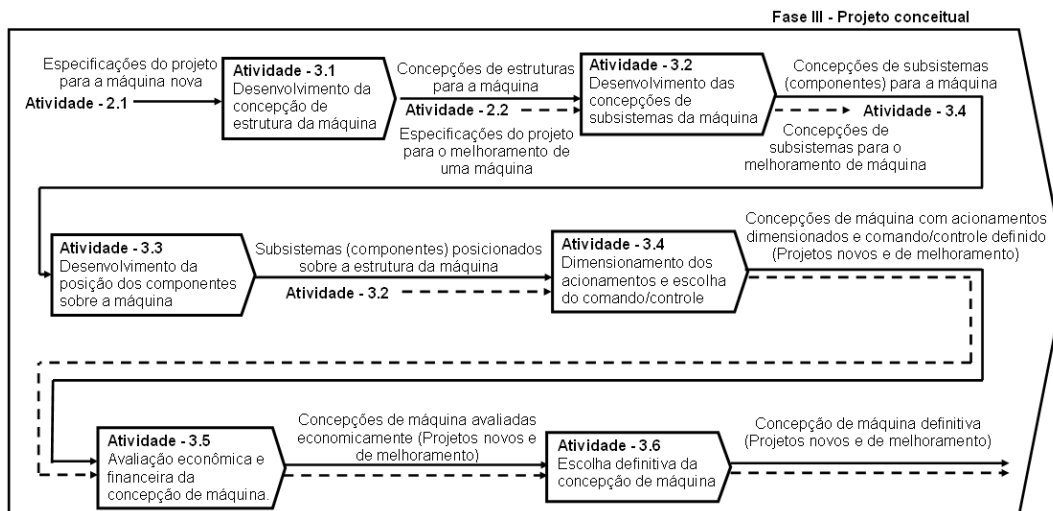 Fase III - Projeto conceitual
Especificações do projeto
para a máquina nova
Atividade - 2.1
Atividade - 3.1
Desenvolvimento da
concepção de
estrutura da máquina
Concepções de estruturas
para a máquina
Atividade - 2.2
Especificações do projeto
para o melhoramento de
uma máquina
Atividade - 3.2
Desenvolvimento das
concepções de
subsistemas da máquina
Concepções de subsistemas
(componentes) para a máquina
Atividade - 3.4
Concepções de
subsistemas para o
melhoramento de máquina
Atividade - 3.3
Desenvolvimento da
posição dos componentes
sobre a máquina
Subsistemas (componentes) posicionados
sobre a estrutura da máquina
Atividade - 3.2
Atividade - 3.4
Dimensionamento dos
acionamentos e escolha
do comando/controle
Concepções de máquina com acionamentos
dimensionados e comando/controle definido
(Projetos novos e de melhoramento)
Atividade - 3.5
Avaliação econômica e
financeira da
concepção de máquina.
Concepções de máquina avaliadas
economicamente (Projetos novos e
de melhoramento)
Atividade - 3.6
Escolha definitiva da
concepção de máquina
Concepção de máquina definitiva
(Projetos novos e de melhoramento)